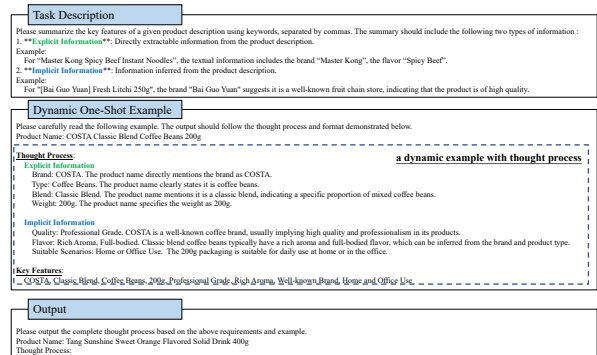 Task Description
Please summarize the key features of a given product description using keywords, separated by commas. The summary should include the following two types of information :
1. **Explicit Information**: Directly extractable information from the product description.
Example:
For “Master Kong Spicy Beef Instant Noodles”, the textual information includes the brand “Master Kong”, the flavor “Spicy Beef”.
2. **Implicit Information**: Information inferred from the product description.
Example:
For "[Bai Guo Yuan] Fresh Litchi 250g", the brand "Bai Guo Yuan" suggests it is a well-known fruit chain store, indicating that the product is of high quality.
Dynamic One-Shot Example
Please carefully read the following example. The output should follow the thought process and format demonstrated below.
Product Name: COSTA Classic Blend Coffee Beans 200g
a dynamic example with thought process
Thought Process:
Explicit Information
Brand: COSTA. The product name directly mentions the brand as COSTA.
Type: Coffee Beans. The product name clearly states it is coffee beans.
Blend: Classic Blend. The product name mentions it is a classic blend, indicating a specific proportion of mixed coffee beans.
Weight: 200g. The product name specifies the weight as 200g.
Implicit Information
Quality: Professional Grade. COSTA is a well-known coffee brand, usually implying high quality and professionalism in its products.
Flavor: Rich Aroma, Full-bodied. Classic blend coffee beans typically have a rich aroma and full-bodied flavor, which can be inferred from the brand and product type.
Suitable Scenarios: Home or Office Use. The 200g packaging is suitable for daily use at home or in the office.
Key Features:
COSTA, Classic Blend, Coffee Beans, 200g, Professional Grade, Rich Aroma, Well-known Brand, Home and Office Use
Output
Please output the complete thought process based on the above requirements and example.
Product Name: Tang Sunshine Sweet Orange Flavored Solid Drink 400g
Thought Process: